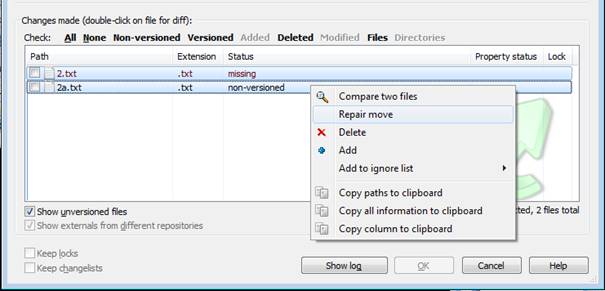 Changes made (double-click on file for diff):
Check: All None Non-versioned Versioned Added Deleted Modified Files Directories
Path Extension Status Property status Lock
2.txt .txt missing
2a.txt .txt non-versioned
Compare two files
Repair move
Delete
Add
Add to ignore list
Copy paths to clipboard
Copy all information to clipboard
Copy column to clipboard
Show unversioned files
2 files total
Show externals from different repositories
Keep locks
Keep changelists
Show log OK Cancel Help